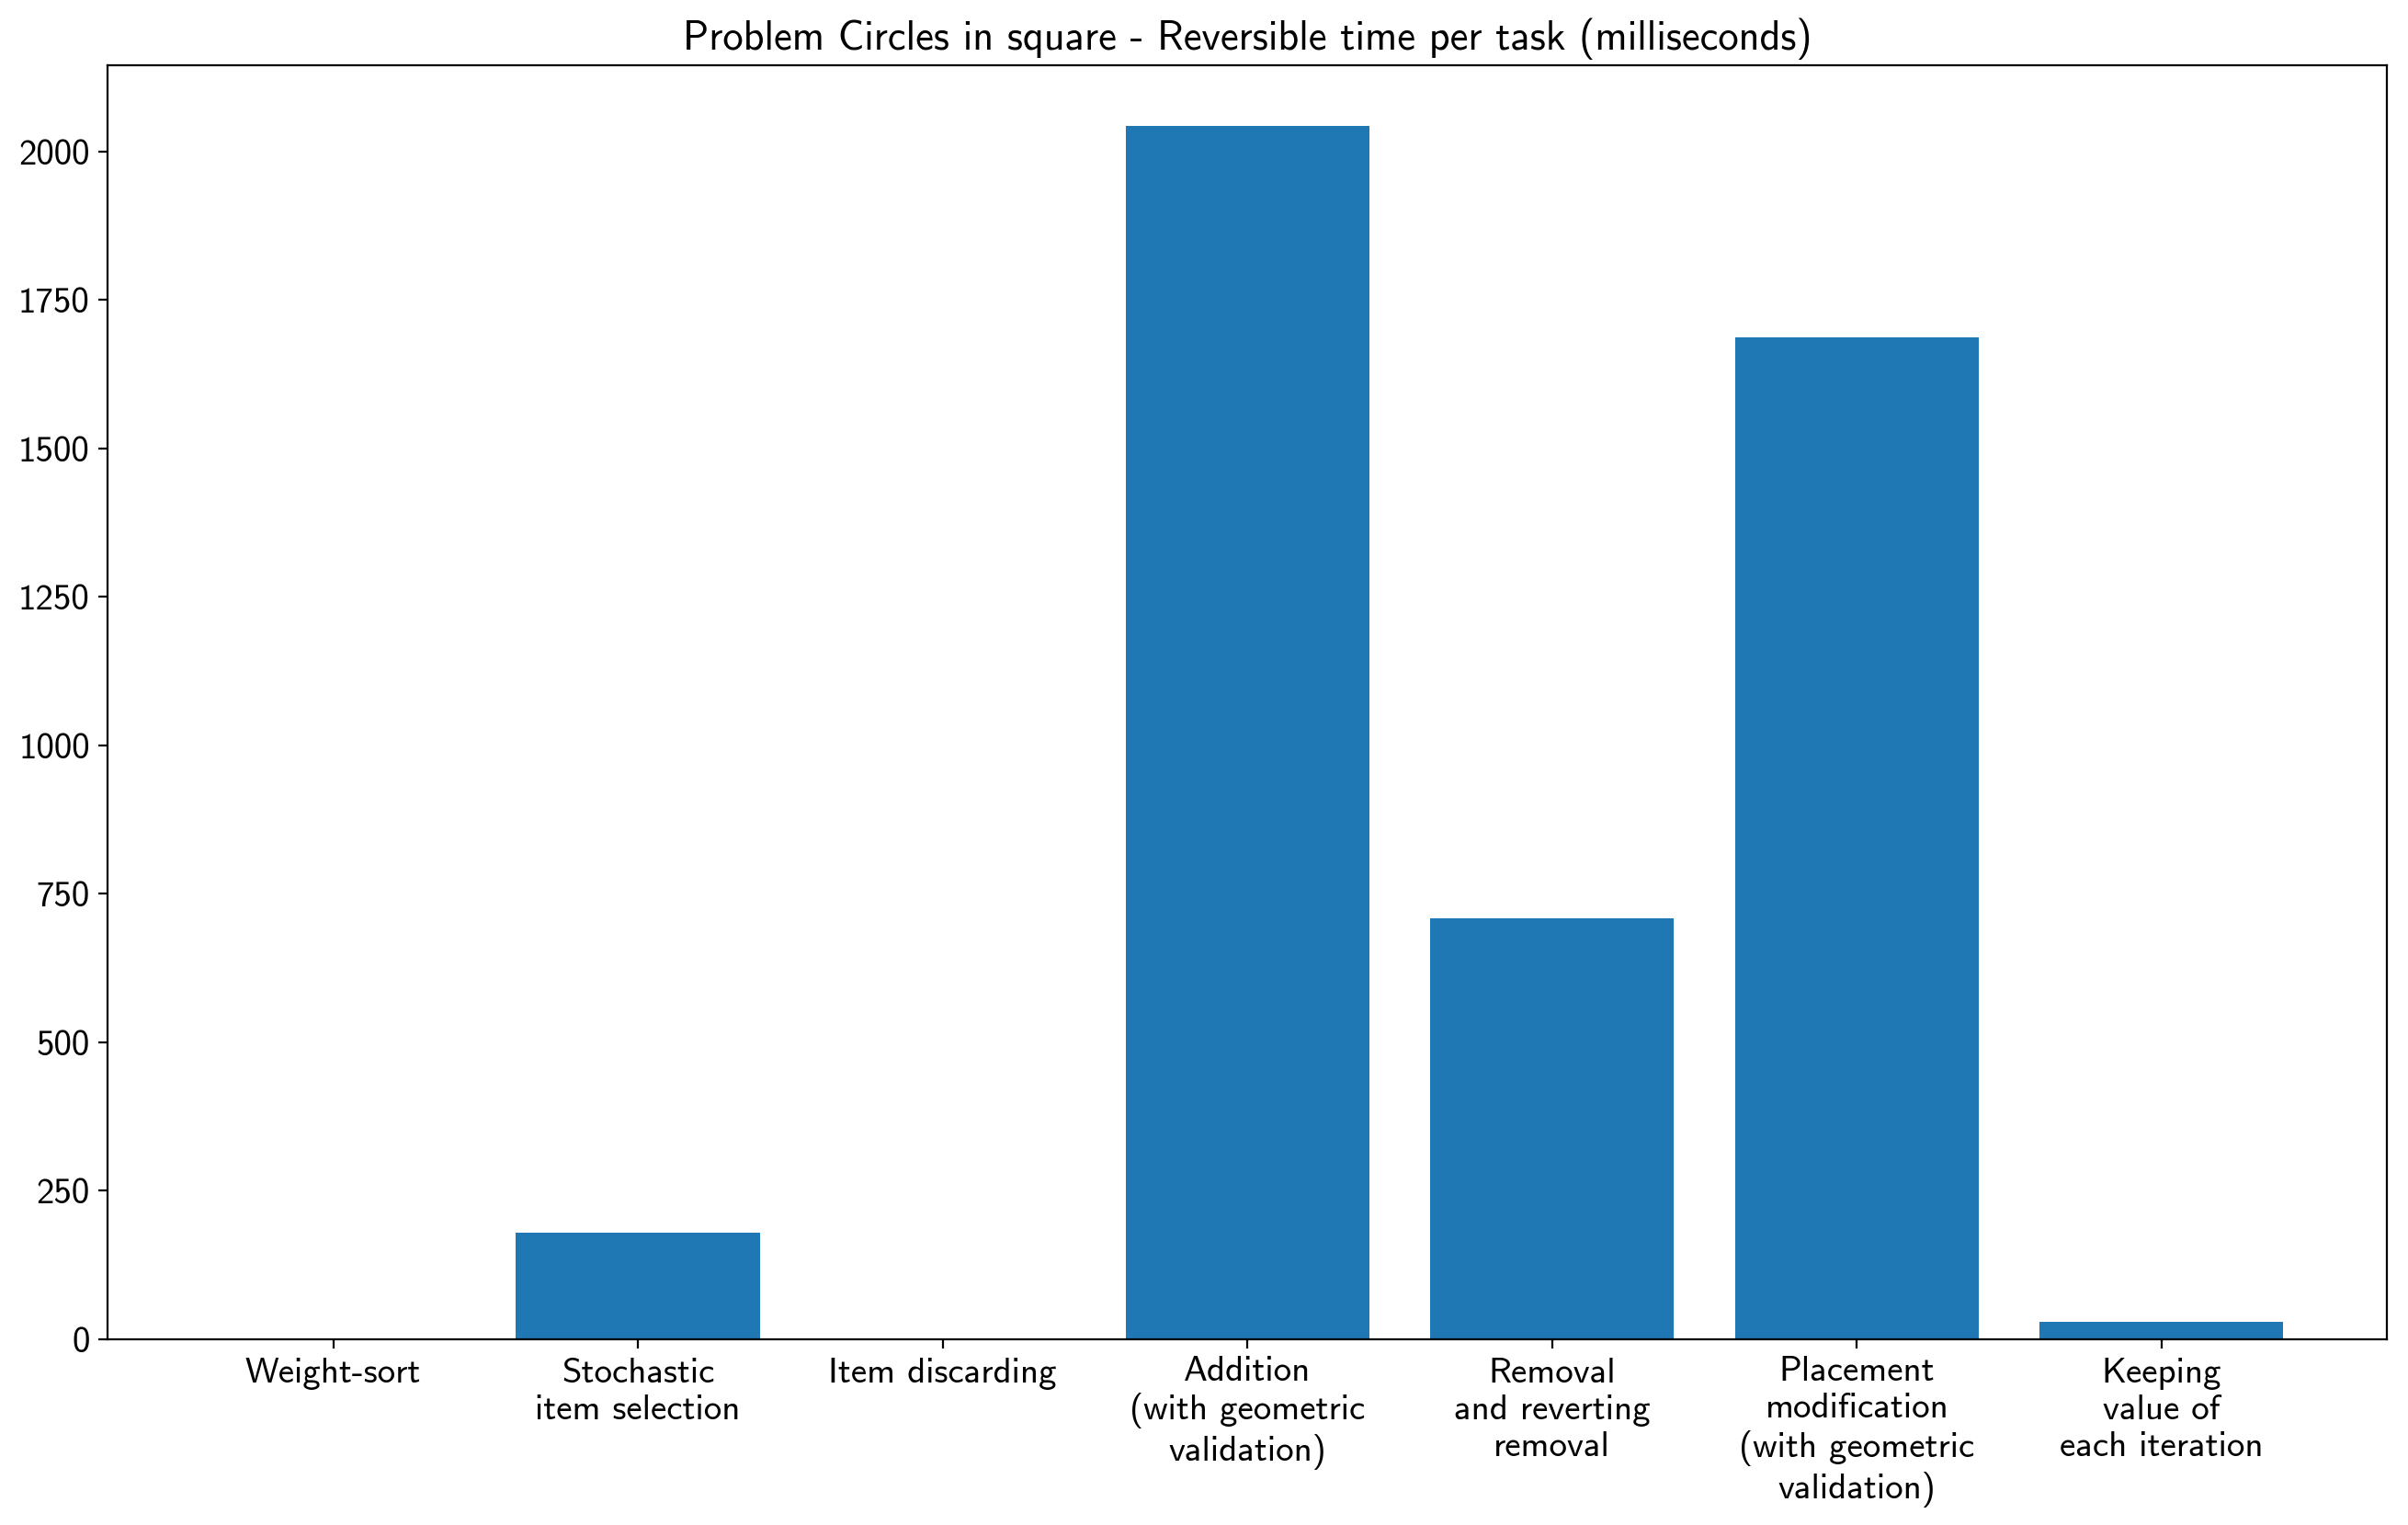 Problem Circles in square - Reversible time per task (milliseconds)
2000
1750
1500
1250
1000
750
500
250
0
Weight-sort
Stochastic
item selection
Item discarding
Addition
(with geometric
validation)
Removal
and reverting
removal
Placement
modification
(with geometric
validation)
Keeping
value of
each iteration